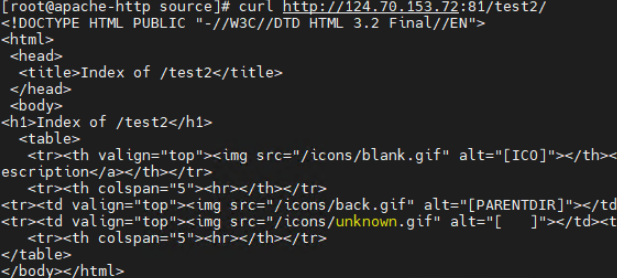 [root@apache-http source]# curl http://124.70.153.72:81/test2/
<!DOCTYPE HTML PUBLIC "-//W3C//DTD HTML 3.2 Final//EN">
<html>
 <head>
  <title>Index of /test2</title>
 </head>
 <body>
<h1>Index of /test2</h1>
  <table>
   <tr><th valign="top"><img src="/icons/blank.gif" alt="[ICO]"></th><
escription</a></th></tr>
   <tr><th colspan="5"><hr></th></tr>
<tr><td valign="top"><img src="/icons/back.gif" alt="[PARENTDIR]"></td
<tr><td valign="top"><img src="/icons/unknown.gif" alt="[   ]"></td><t
   <tr><th colspan="5"><hr></th></tr>
</table>
</body></html>